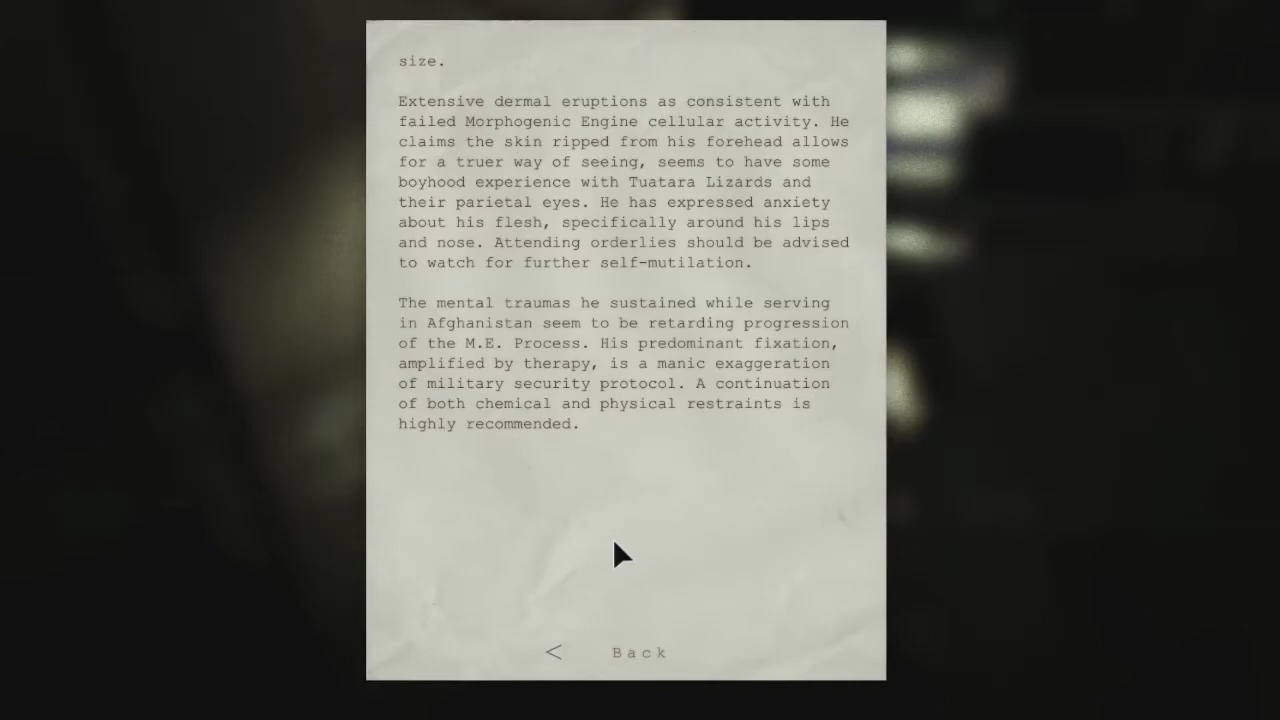 size.
Extensive dermal eruptions as consistent with
failed Morphogenic Engine cellular activity. He
claims the skin ripped from his forehead allows
for a truer way of seeing, seems to have some
boyhood experience with Tuatara Lizards and
their parietal eyes. He has expressed anxiety
about his flesh, specifically around his lips
and nose. Attending orderlies should be advised
to watch for further self-mutilation.
The mental traumas he sustained while serving
in Afghanistan seem to be retarding progression
of the M.E. Process. His predominant fixation,
amplified by therapy, is a manic exaggeration
of military security protocol. A continuation
of both chemical and physical restraints is
highly recommended.
< Back